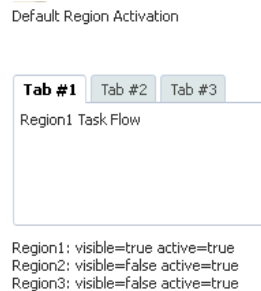 Default Region Activation
Tab #1 Tab #2 Tab #3
Region1 Task Flow
Region1: visible=true active=true
Region2: visible=false active=true
Region3: visible=false active=true